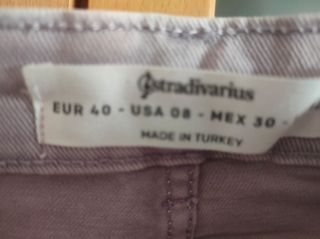 stradivarius
EUR 40 - USA 08 - MEX 30 -
MADE IN TURKEY